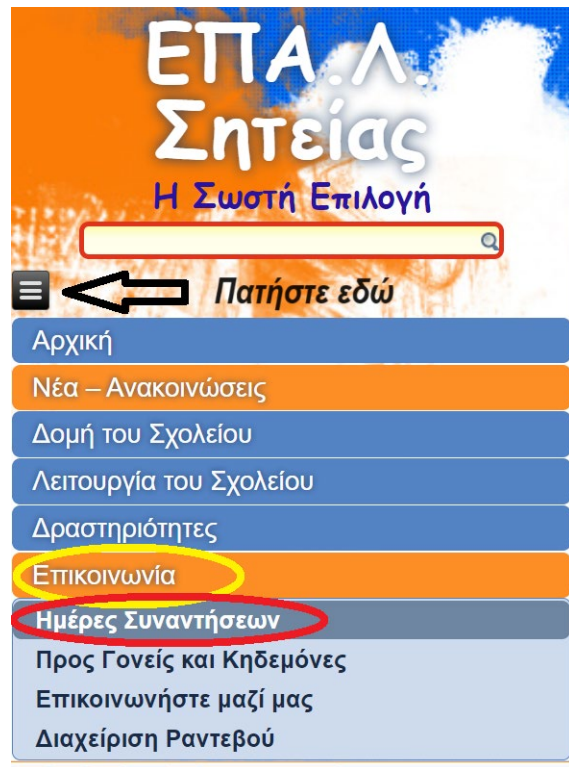 ΕΠΑ.Λ.
Σητείας
Η Σωστή Επιλογή
Πατήστε εδώ
Αρχική
Νέα – Ανακοινώσεις
Δομή του Σχολείου
Λειτουργία του Σχολείου
Δραστηριότητες
Επικοινωνία
Ημέρες Συναντήσεων
Προς Γονείς και Κηδεμόνες
Επικοινωνήστε μαζί μας
Διαχείριση Ραντεβού